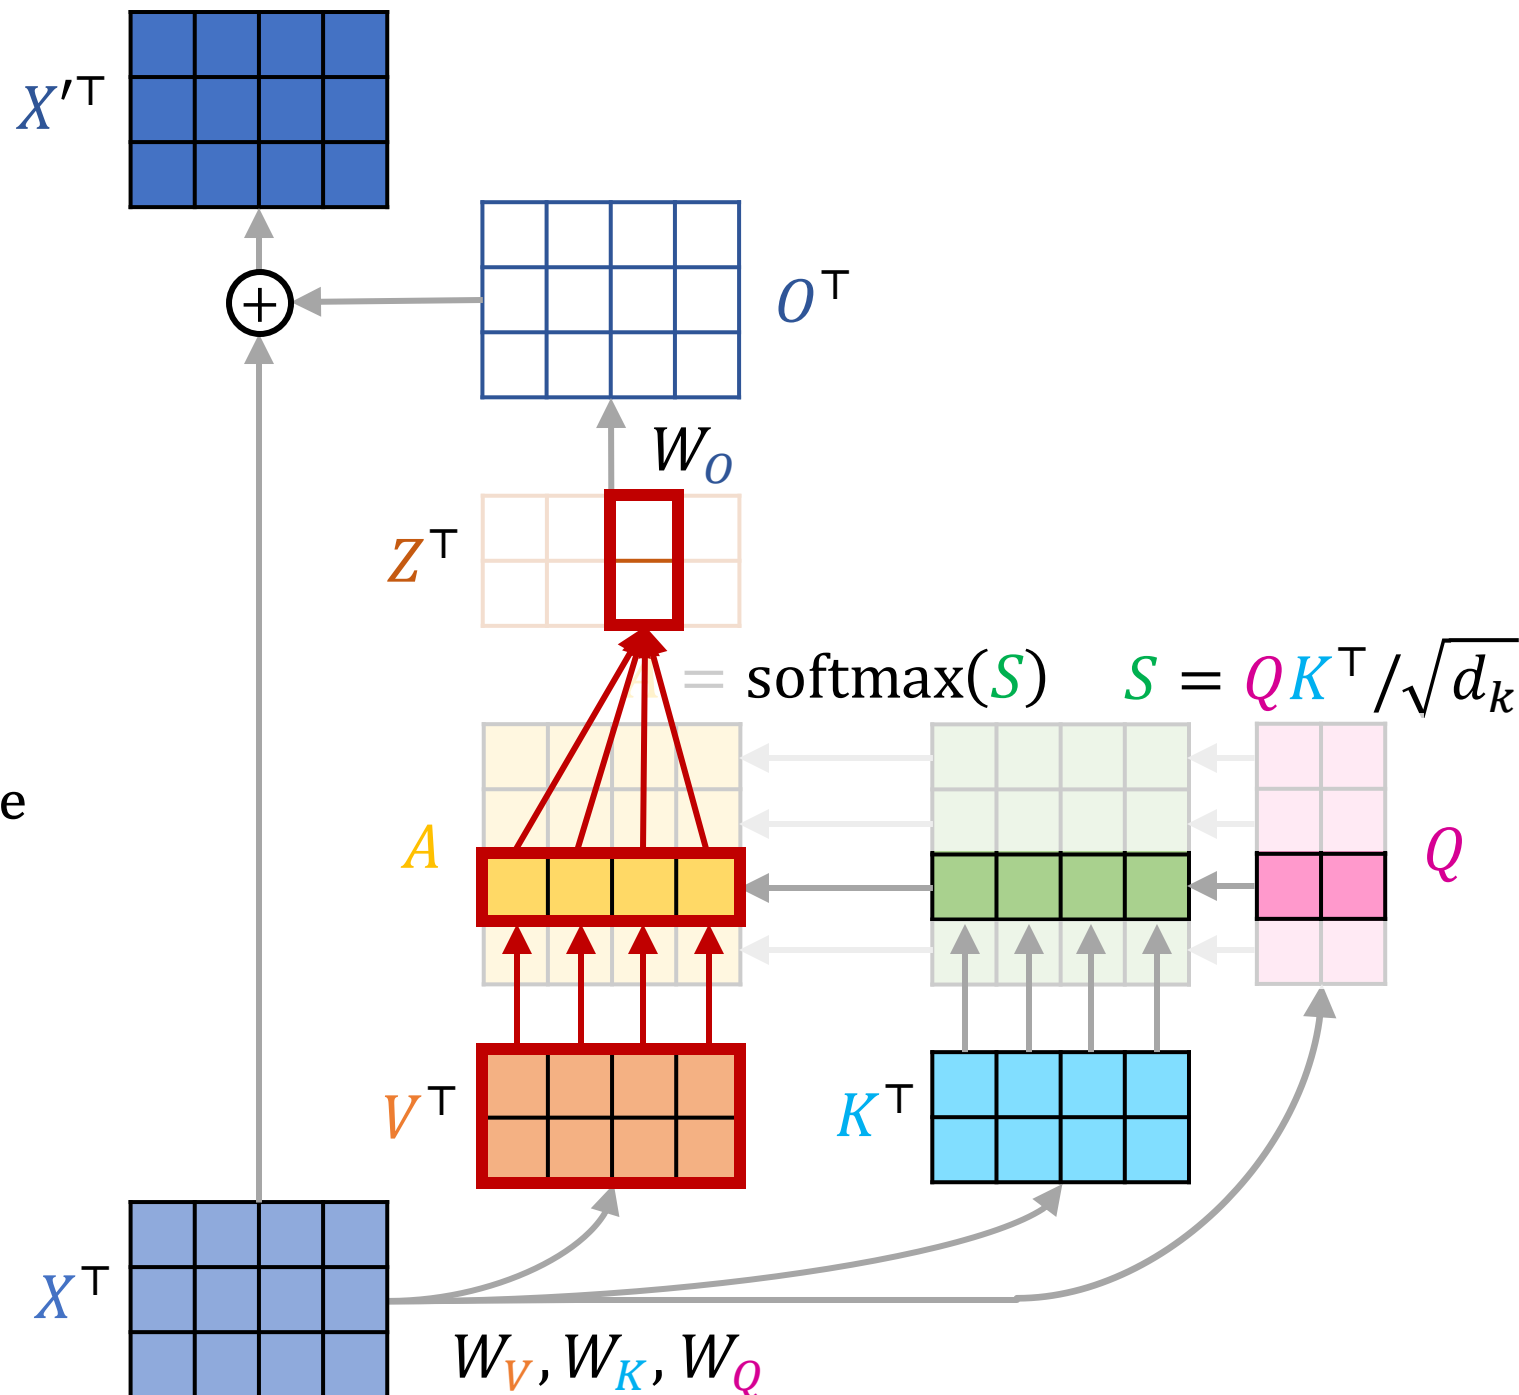 X′⊤
O⊤
+
W_O
Z⊤
A = softmax(S)
S = QK⊤/√d_k
e
A
Q
V⊤
K⊤
X⊤
W_V, W_K, W_Q